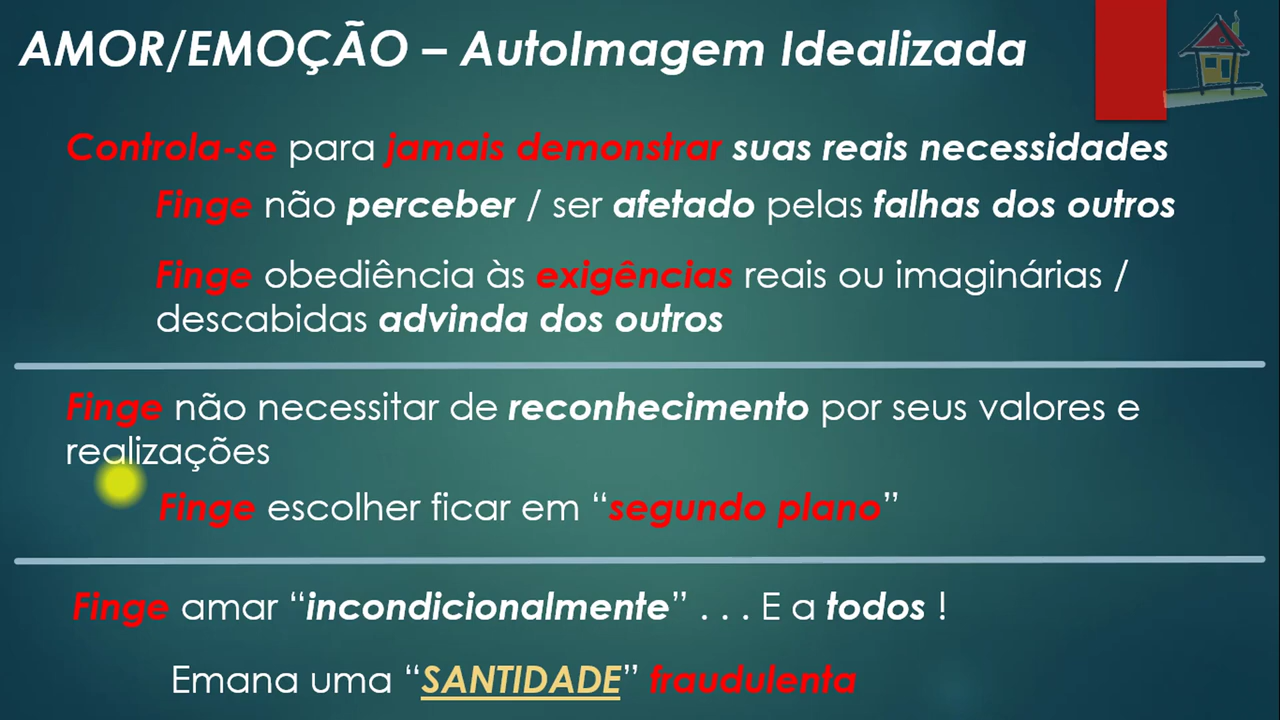 AMOR/EMOÇÃO – AutoImagem Idealizada
Controla-se para jamais demonstrar suas reais necessidades
Finge não perceber / ser afetado pelas falhas dos outros
Finge obediência às exigências reais ou imaginárias /
descabidas advinda dos outros
Finge não necessitar de reconhecimento por seus valores e
realizações
Finge escolher ficar em “segundo plano”
Finge amar “incondicionalmente” . . . E a todos !
Emana uma “SANTIDADE” fraudulenta